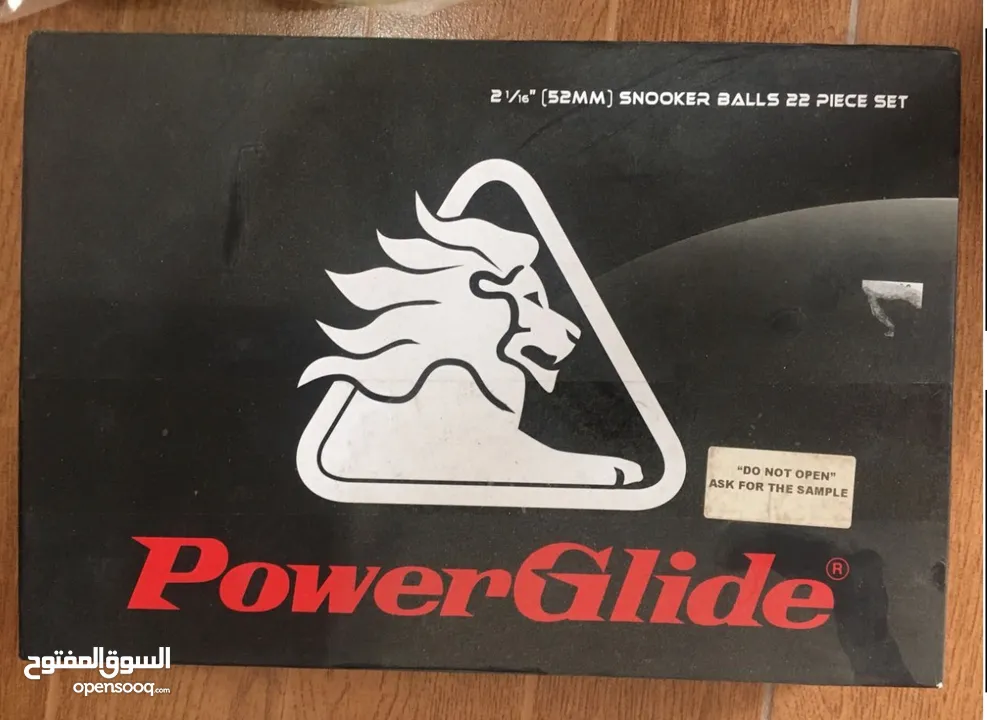 2 1/16" (52MM) SNOOKER BALLS 22 PIECE SET
"DO NOT OPEN"
ASK FOR THE SAMPLE
PowerGlide®
السوق المفتوح
opensooq.com